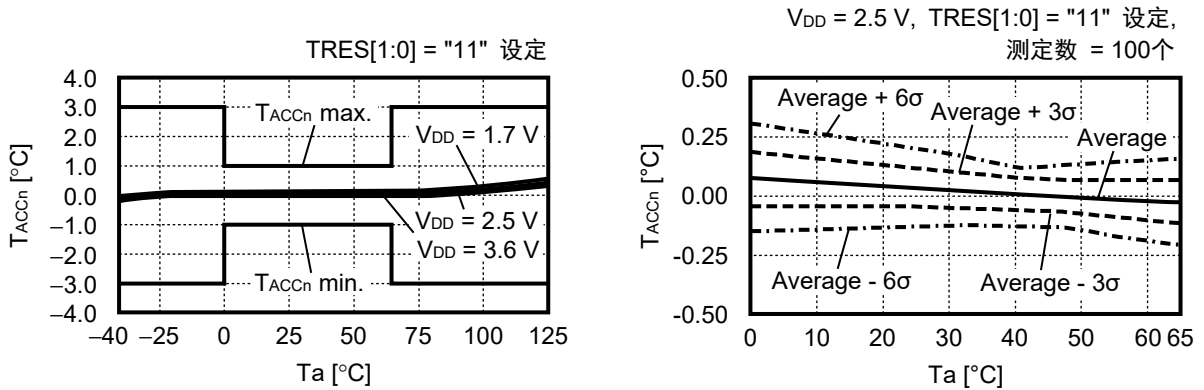 TRES[1:0] = "11" 设定
4.0
3.0
2.0
1.0
0.0
−1.0
−2.0
−3.0
−4.0
TACCn [°C]
TACCn max.
VDD = 1.7 V
VDD = 2.5 V
VDD = 3.6 V
TACCn min.
−40 −25 0 25 50 75 100 125
Ta [°C]
VDD = 2.5 V, TRES[1:0] = "11" 设定,
测定数 = 100个
0.50
0.25
0.00
-0.25
-0.50
TACCn [°C]
Average + 6σ
Average + 3σ
Average
Average - 6σ
Average - 3σ
0 10 20 30 40 50 60 65
Ta [°C]